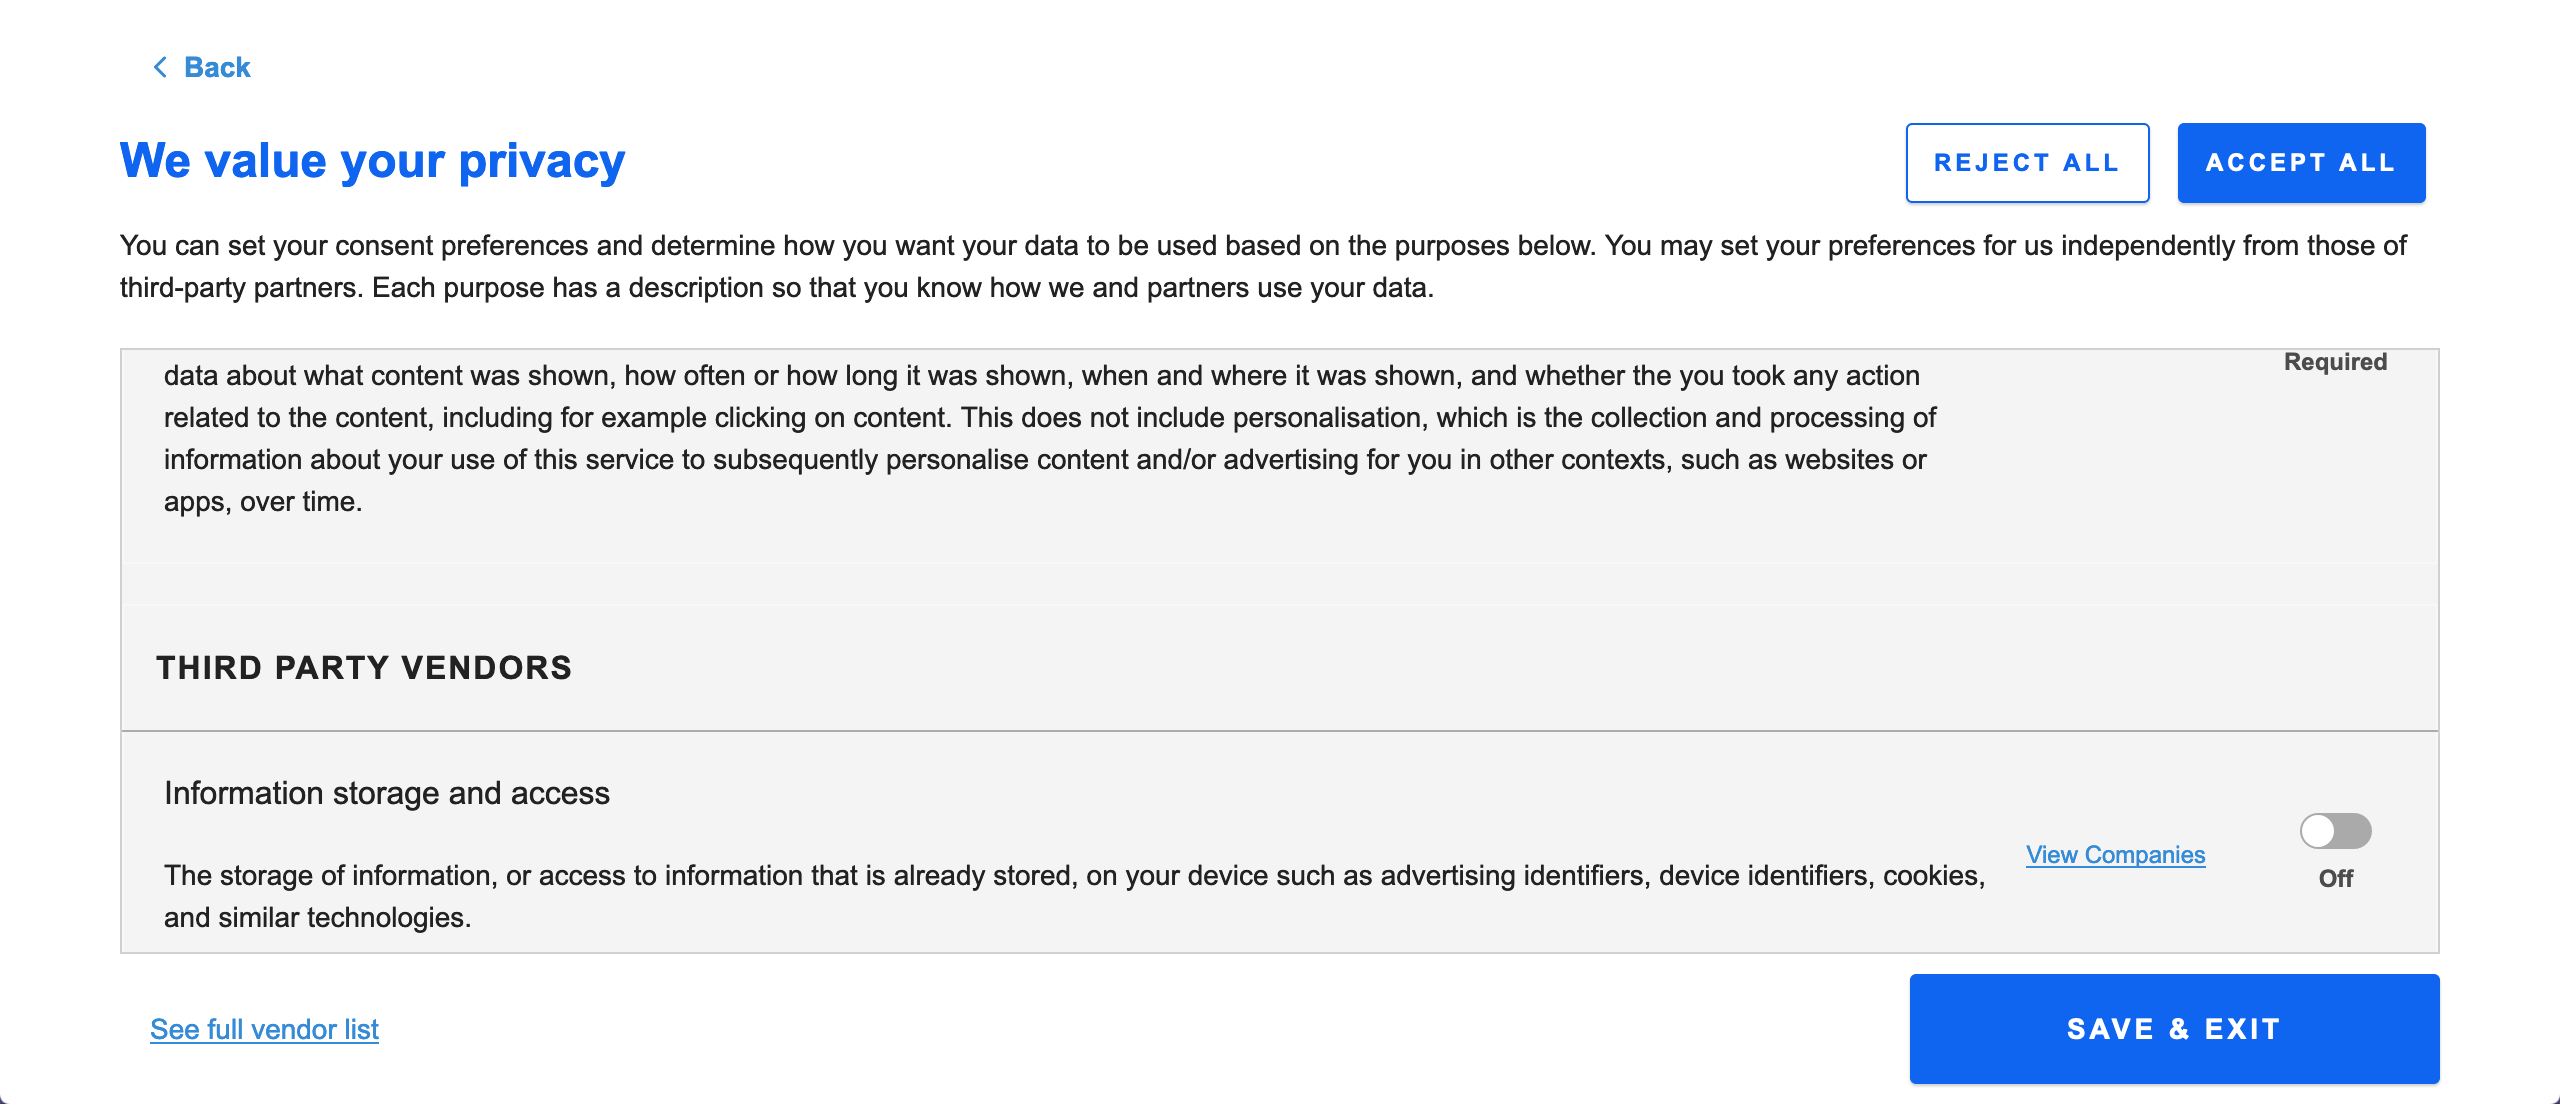 Back
We value your privacy
REJECT ALL
ACCEPT ALL
You can set your consent preferences and determine how you want your data to be used based on the purposes below. You may set your preferences for us independently from those of
third-party partners. Each purpose has a description so that you know how we and partners use your data.
Required
data about what content was shown, how often or how long it was shown, when and where it was shown, and whether the you took any action
related to the content, including for example clicking on content. This does not include personalisation, which is the collection and processing of
information about your use of this service to subsequently personalise content and/or advertising for you in other contexts, such as websites or
apps, over time.
THIRD PARTY VENDORS
Information storage and access
The storage of information, or access to information that is already stored, on your device such as advertising identifiers, device identifiers, cookies,
and similar technologies.
View Companies
Off
See full vendor list
SAVE & EXIT